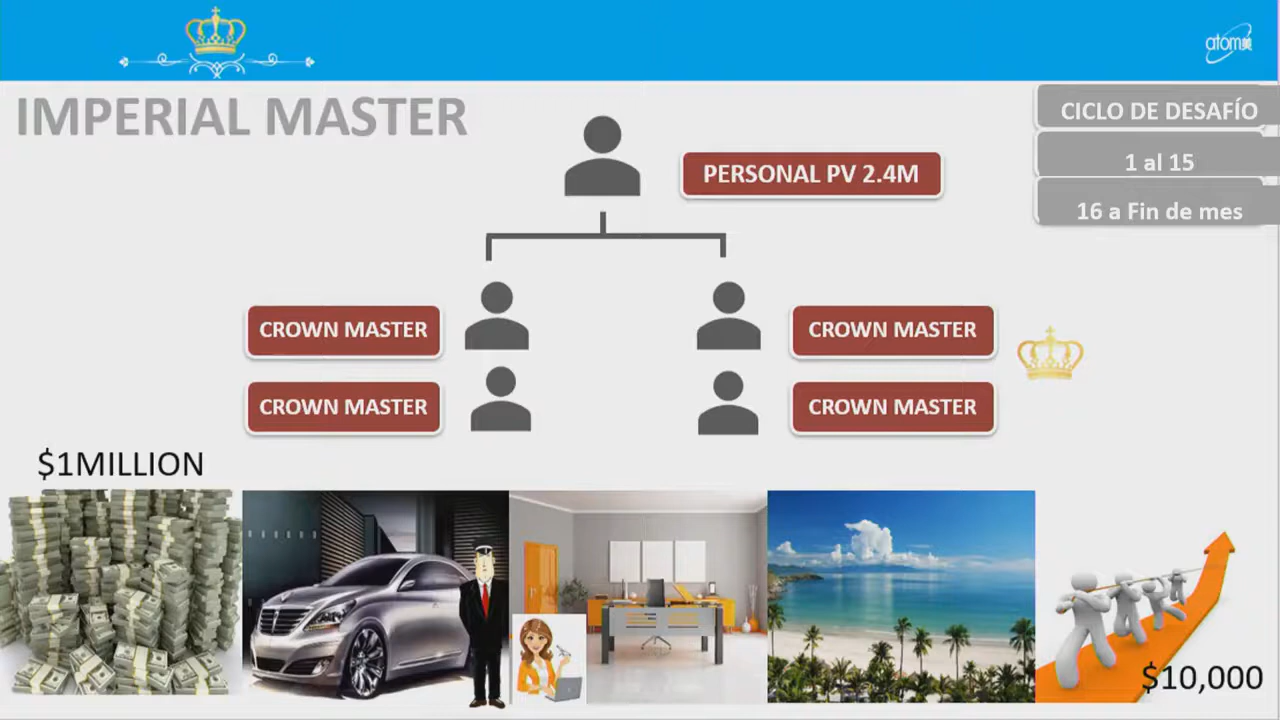 atomy
IMPERIAL MASTER
CICLO DE DESAFÍO
1 al 15
16 a Fin de mes
PERSONAL PV 2.4M
CROWN MASTER
CROWN MASTER
CROWN MASTER
CROWN MASTER
$1MILLION
$10,000